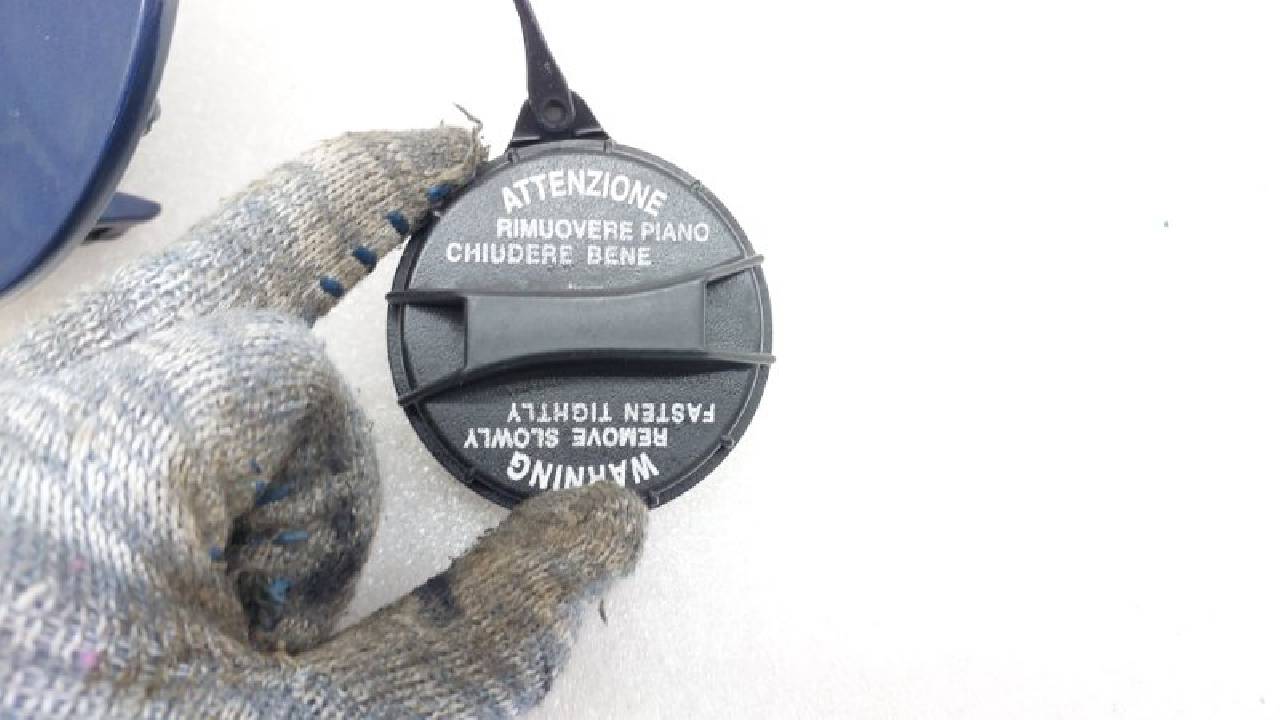 ATTENZIONE
RIMUOVERE PIANO
CHIUDERE BENE
WARNING
REMOVE SLOWLY
FASTEN TIGHTLY